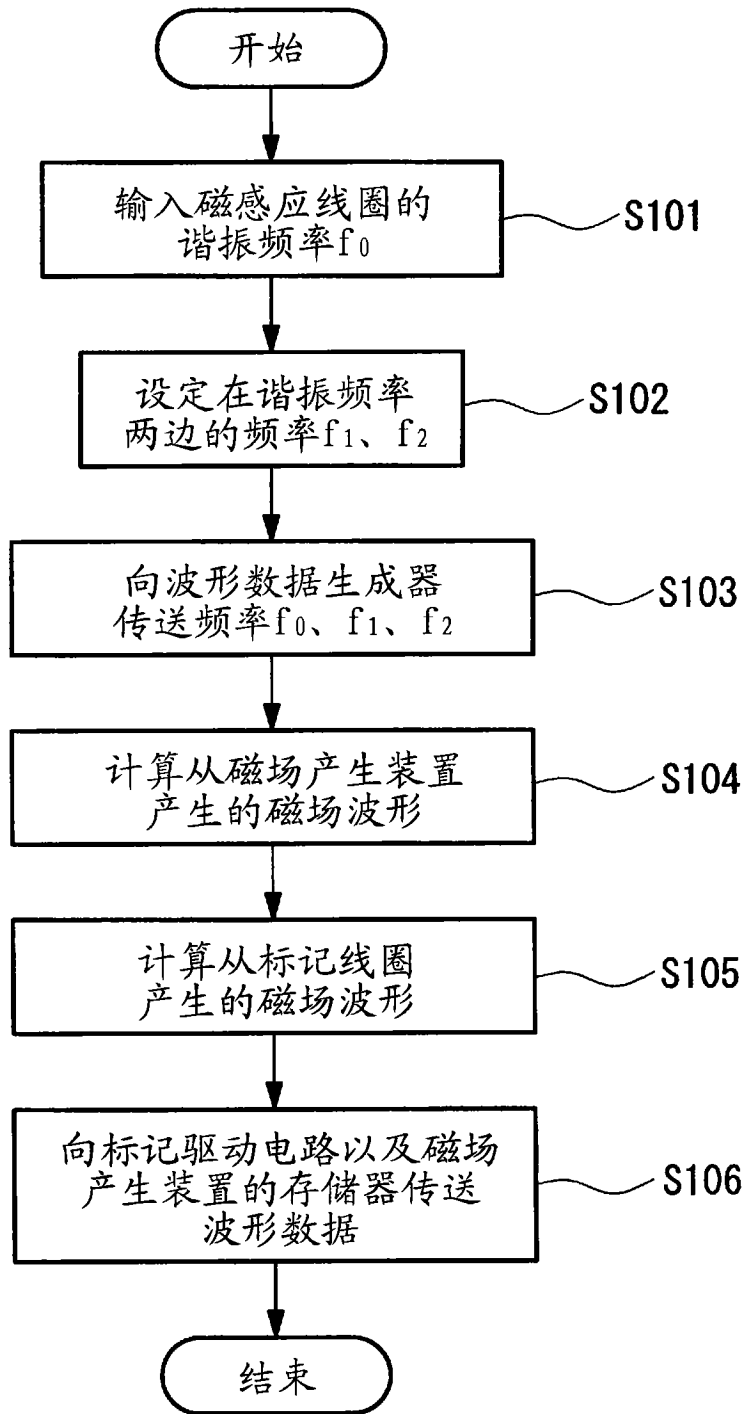 开始
输入磁感应线圈的
谐振频率f₀
S101
设定在谐振频率
两边的频率f₁、f₂
S102
向波形数据生成器
传送频率f₀、f₁、f₂
S103
计算从磁场产生装置
产生的磁场波形
S104
计算从标记线圈
产生的磁场波形
S105
向标记驱动电路以及磁场
产生装置的存储器传送
波形数据
S106
结束